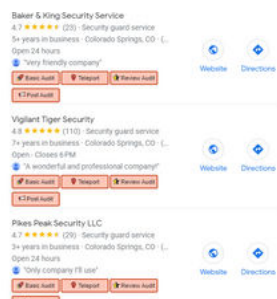 Baker & King Security Service
4.7 ★★★★★ (23) · Security guard service
5+ years in business · Colorado Springs, CO · (...
Open 24 hours
"Very friendly company"
Website
Directions
Basic Audit
Teleport
Review Audit
Post Audit
Vigilant Tiger Security
4.8 ★★★★★ (110) · Security guard service
7+ years in business · Colorado Springs, CO · (...
Open · Closes 6 PM
"A wonderful and professional company!"
Website
Directions
Basic Audit
Teleport
Review Audit
Post Audit
Pikes Peak Security LLC
4.7 ★★★★★ (29) · Security guard service
3+ years in business · Colorado Springs, CO · (...
Open 24 hours
"Only company I'll use"
Website
Directions
Basic Audit
Teleport
Review Audit